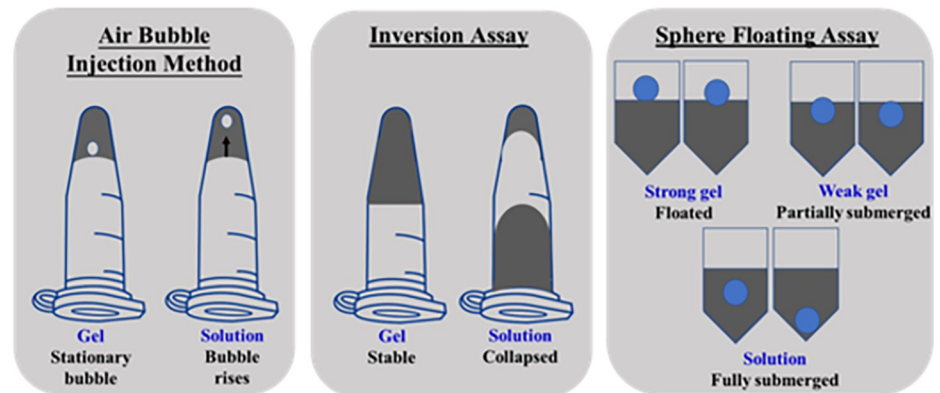 Air Bubble
Injection Method
Gel
Stationary
bubble
Solution
Bubble
rises
Inversion Assay
Gel
Stable
Solution
Collapsed
Sphere Floating Assay
Strong gel
Floated
Weak gel
Partially submerged
Solution
Fully submerged